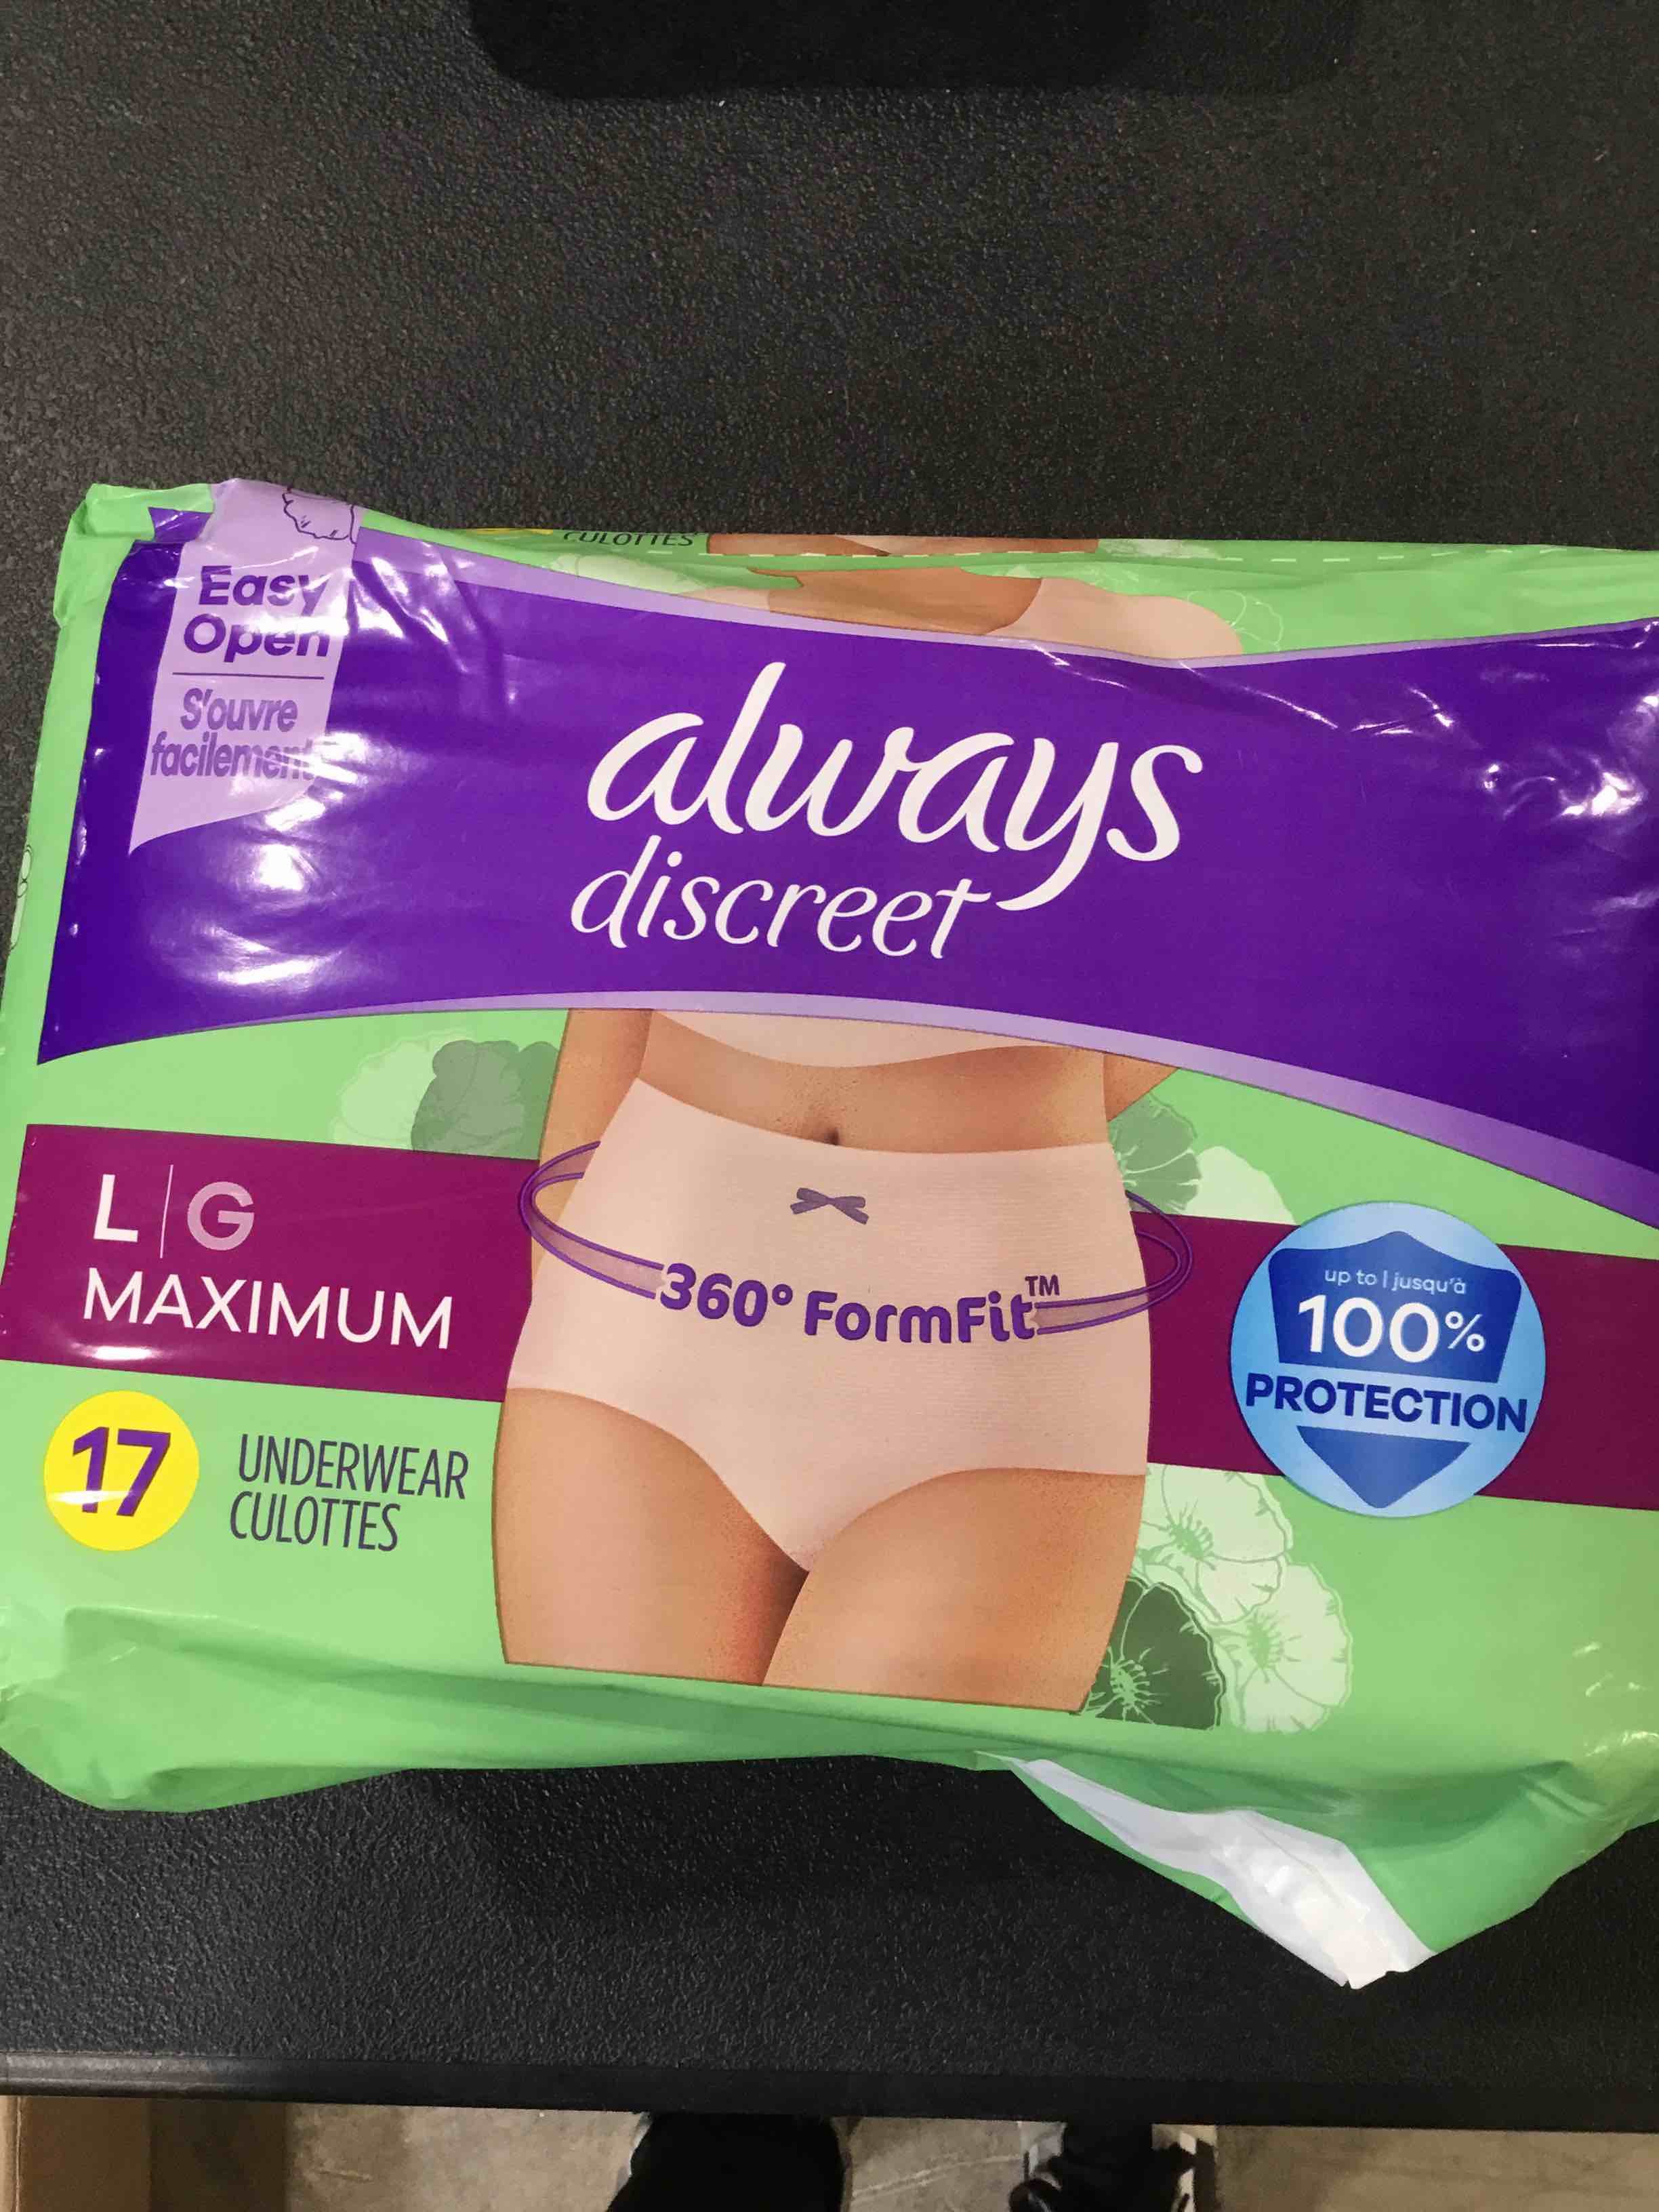 CULOTTES
Easy
Open
S'ouvre
facilement
always
discreet
L | G
MAXIMUM
360° FormFit™
up to | jusqu'à
100%
PROTECTION
17 UNDERWEAR
CULOTTES